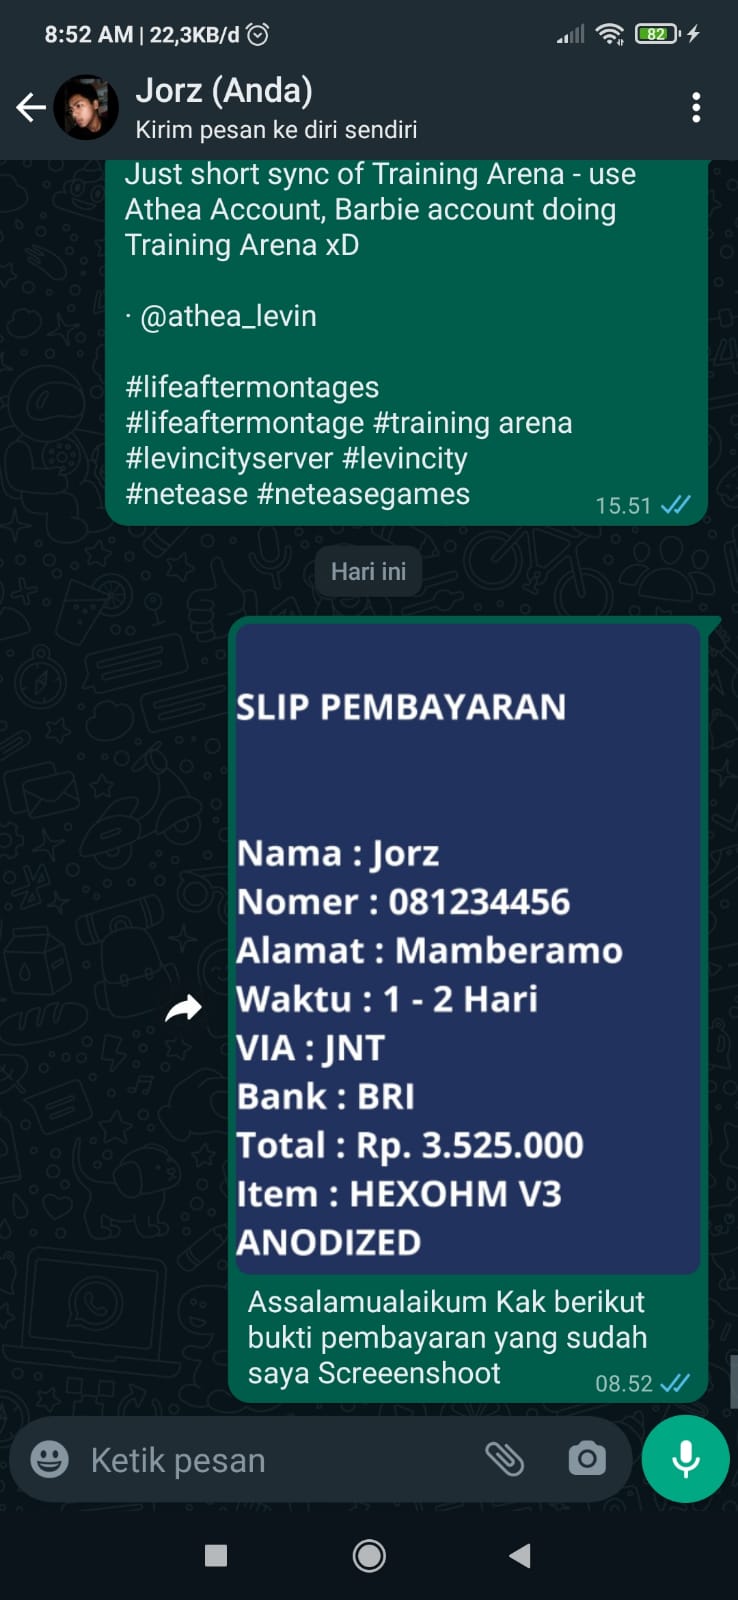 8:52 AM | 22,3KB/d
82
Jorz (Anda)
Kirim pesan ke diri sendiri
Just short sync of Training Arena - use
Athea Account, Barbie account doing
Training Arena xD
· @athea_levin
#lifeaftermontages
#lifeaftermontage #training arena
#levincityserver #levincity
#netease #neteasegames
15.51
Hari ini
SLIP PEMBAYARAN
Nama : Jorz
Nomer : 081234456
Alamat : Mamberamo
Waktu : 1 - 2 Hari
VIA : JNT
Bank : BRI
Total : Rp. 3.525.000
Item : HEXOHM V3
ANODIZED
Assalamualaikum Kak berikut
bukti pembayaran yang sudah
saya Screeenshoot
08.52
Ketik pesan